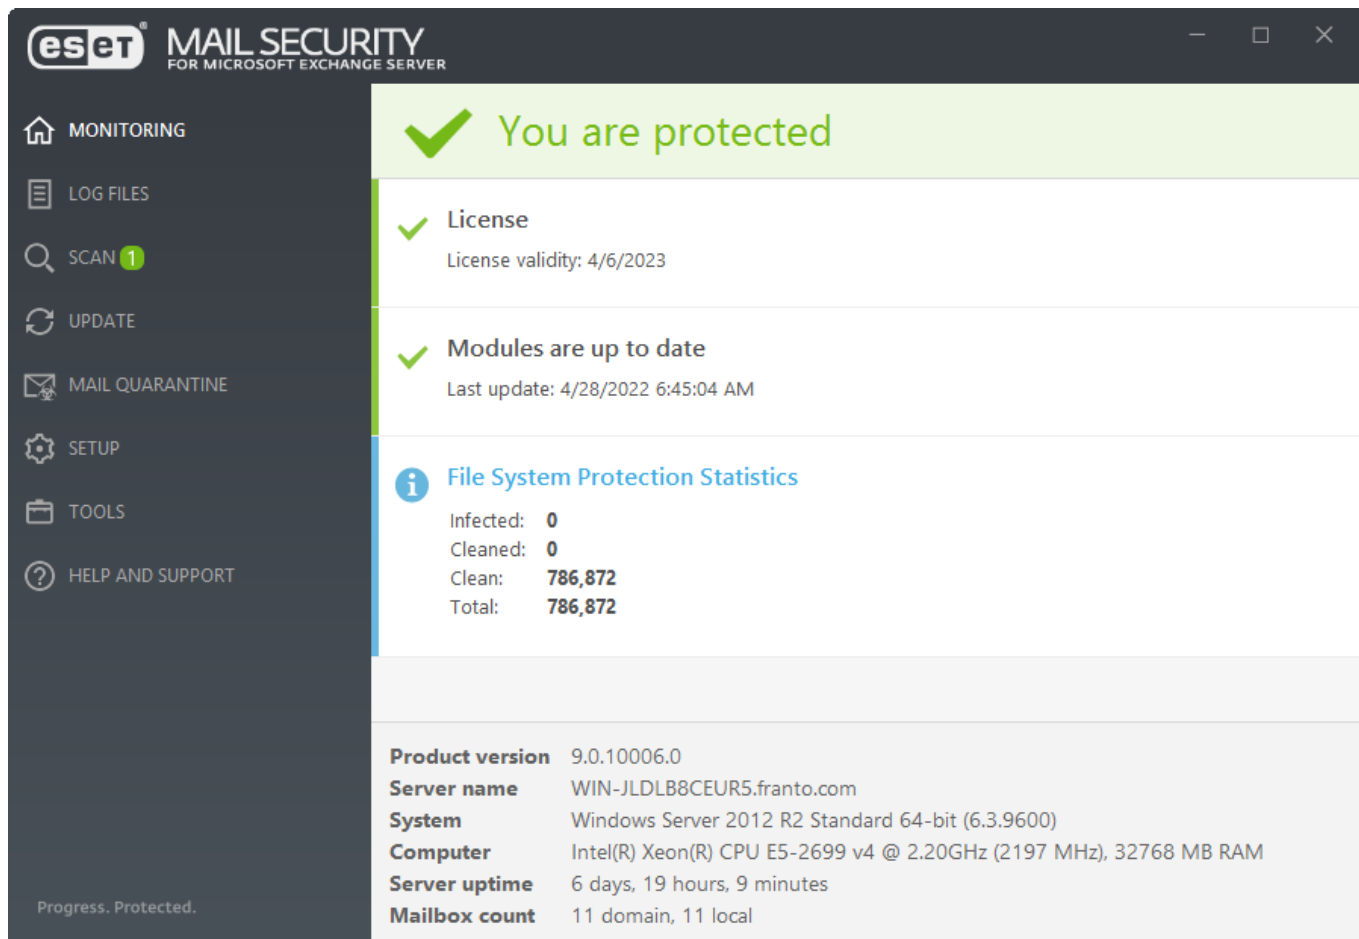 eset® MAIL SECURITY
FOR MICROSOFT EXCHANGE SERVER
MONITORING
LOG FILES
SCAN 1
UPDATE
MAIL QUARANTINE
SETUP
TOOLS
HELP AND SUPPORT
Progress. Protected.
You are protected
License
License validity: 4/6/2023
Modules are up to date
Last update: 4/28/2022 6:45:04 AM
File System Protection Statistics
Infected: 0
Cleaned: 0
Clean: 786,872
Total: 786,872
Product version 9.0.10006.0
Server name WIN-JLDLB8CEUR5.franto.com
System Windows Server 2012 R2 Standard 64-bit (6.3.9600)
Computer Intel(R) Xeon(R) CPU E5-2699 v4 @ 2.20GHz (2197 MHz), 32768 MB RAM
Server uptime 6 days, 19 hours, 9 minutes
Mailbox count 11 domain, 11 local